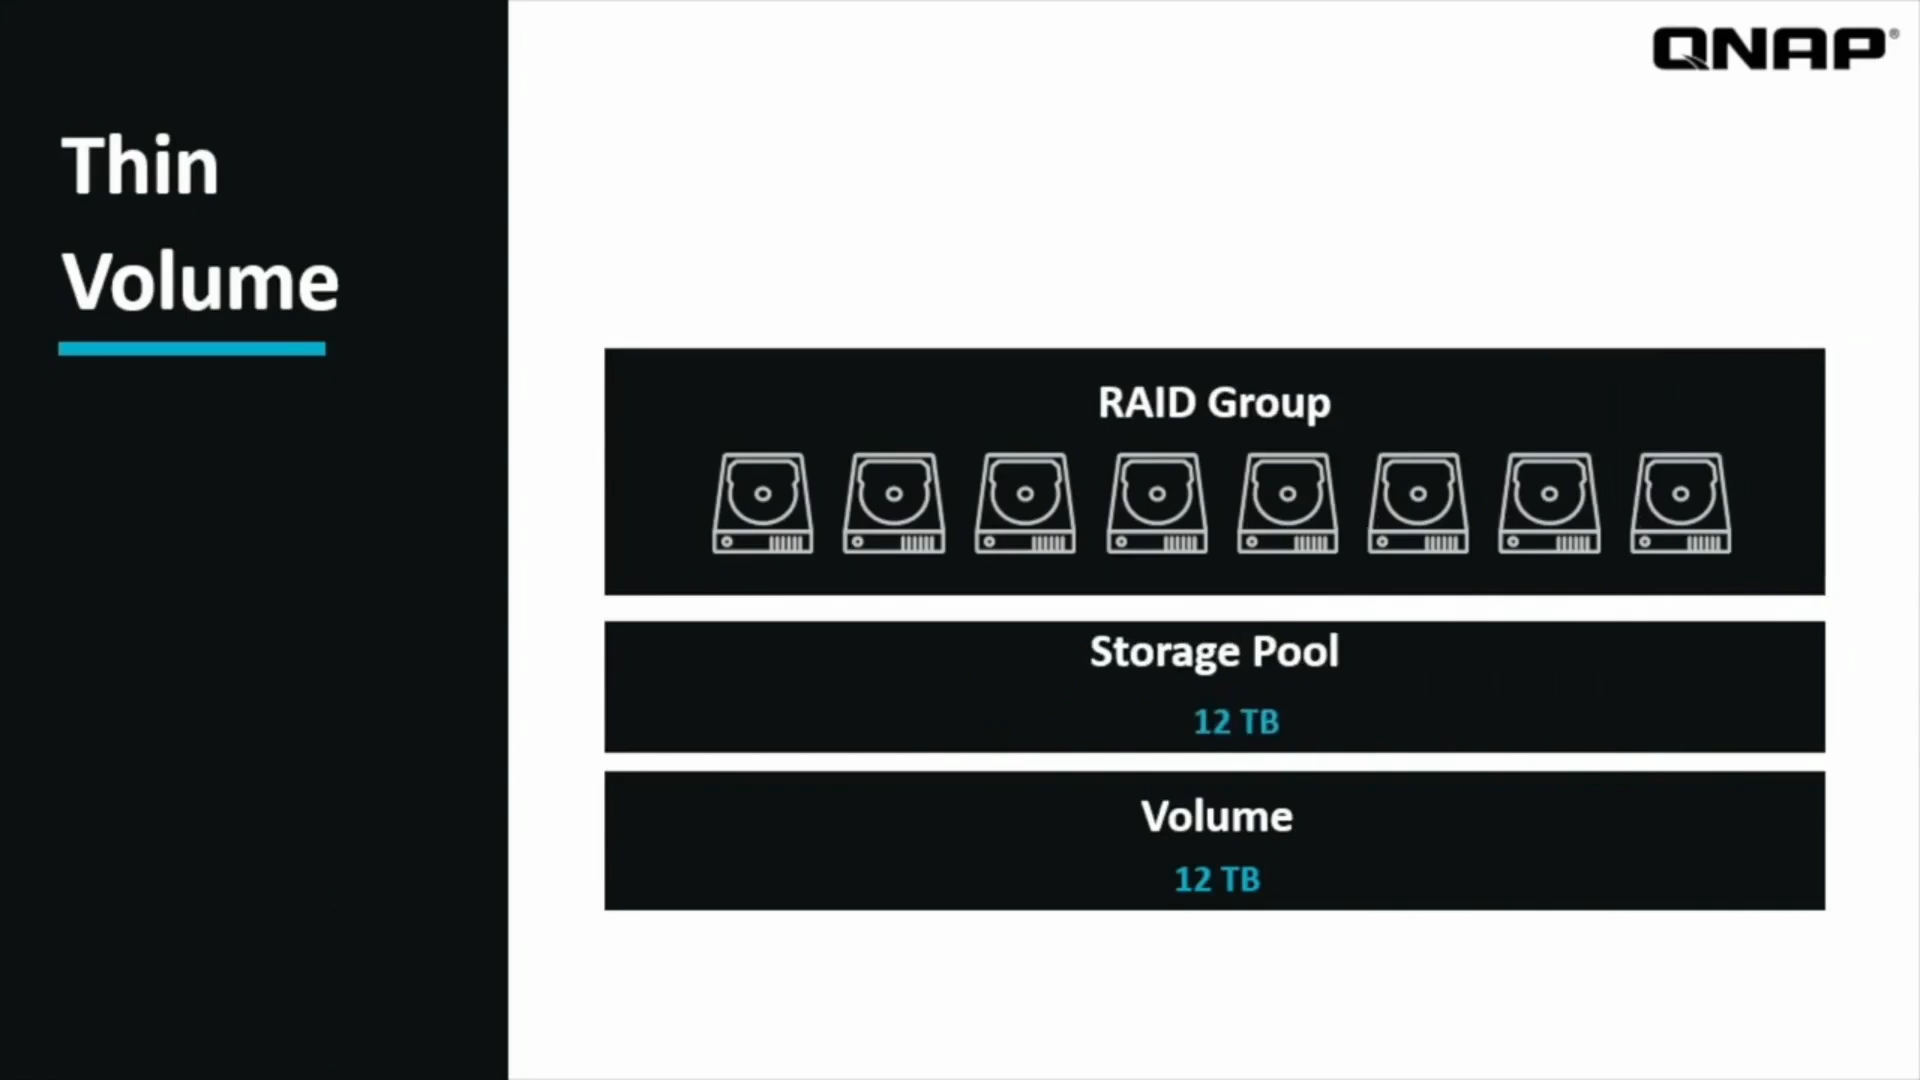 QNAP®
Thin
Volume
RAID Group
Storage Pool
12 TB
Volume
12 TB